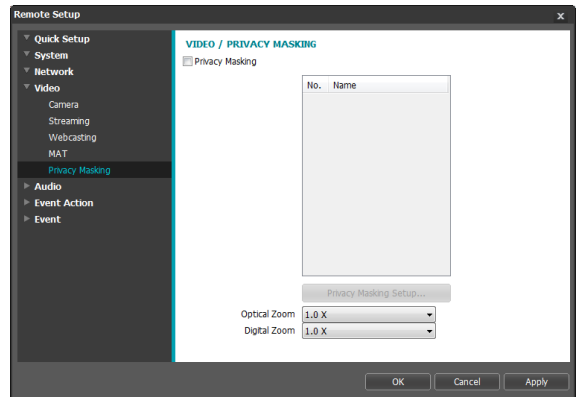 Remote Setup
x
Quick Setup
System
Network
Video
Camera
Streaming
Webcasting
MAT
Privacy Masking
Audio
Event Action
Event
VIDEO / PRIVACY MASKING
Privacy Masking
No. Name
Privacy Masking Setup...
Optical Zoom 1.0 X
Digital Zoom 1.0 X
OK Cancel Apply